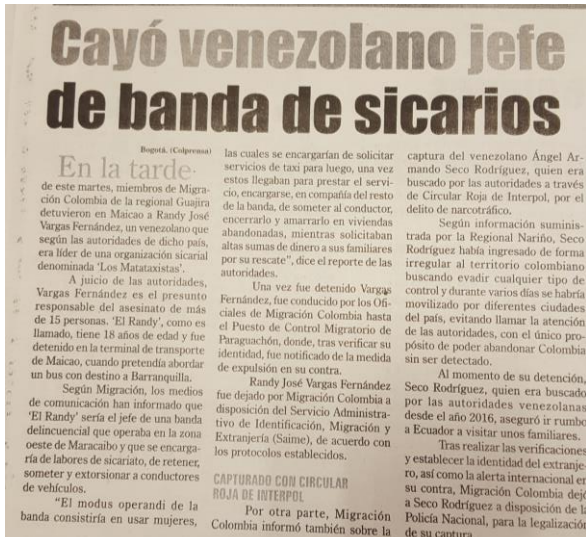 Cayó venezolano jefe
de banda de sicarios
Bogotá. (Colprensa)
En la tarde
de este martes, miembros de Migra-
ción Colombia de la regional Guajira
detuvieron en Maicao a Randy José
Vargas Fernández, un venezolano que
según las autoridades de dicho país,
era líder de una organización sicarial
denominada 'Los Matataxistas'.
A juicio de las autoridades,
Vargas Fernández es el presunto
responsable del asesinato de más
de 15 personas. 'El Randy', como es
llamado, tiene 18 años de edad y fue
detenido en la terminal de transporte
de Maicao, cuando pretendía abordar
un bus con destino a Barranquilla.
Según Migración, los medios
de comunicación han informado que
'El Randy' sería el jefe de una banda
delincuencial que operaba en la zona
oeste de Maracaibo y que se encarga-
ría de labores de sicariato, de retener,
someter y extorsionar a conductores
de vehículos.
"El modus operandi de la
banda consistiría en usar mujeres,
las cuales se encargarían de solicitar
servicios de taxi para luego, una vez
estos llegaban para prestar el servi-
cio, encargarse, en compañía del resto
de la banda, de someter al conductor,
encerrarlo y amarrarlo en viviendas
abandonadas, mientras solicitaban
altas sumas de dinero a sus familiares
por su rescate", dice el reporte de las
autoridades.
Una vez fue detenido Vargas
Fernández, fue conducido por los Ofi-
ciales de Migración Colombia hasta
el Puesto de Control Migratorio de
Paraguachón, donde, tras verificar su
identidad, fue notificado de la medida
de expulsión en su contra.
Randy José Vargas Fernández
fue dejado por Migración Colombia a
disposición del Servicio Administra-
tivo de Identificación, Migración y
Extranjería (Saime), de acuerdo con
los protocolos establecidos.
CAPTURADO CON CIRCULAR
ROJA DE INTERPOL
Por otra parte, Migración
Colombia informó también sobre la
captura del venezolano Ángel Ar-
mando Seco Rodríguez, quien era
buscado por las autoridades a través
de Circular Roja de Interpol, por el
delito de narcotráfico.
Según información suminis-
trada por la Regional Nariño, Seco
Rodríguez había ingresado de forma
irregular al territorio colombiano
buscando evadir cualquier tipo de
control y durante varios días se habría
movilizado por diferentes ciudades
del país, evitando llamar la atención
de las autoridades, con el único pro-
pósito de poder abandonar Colombia
sin ser detectado.
Al momento de su detención,
Seco Rodríguez, quien era buscado
por las autoridades venezolanas
desde el año 2016, aseguró ir rumbo
a Ecuador a visitar unos familiares.
Tras realizar las verificaciones
y establecer la identidad del extranje-
ro, así como la alerta internacional en
su contra, Migración Colombia dejó
a Seco Rodríguez a disposición de la
Policía Nacional, para la legalización
de su captura.